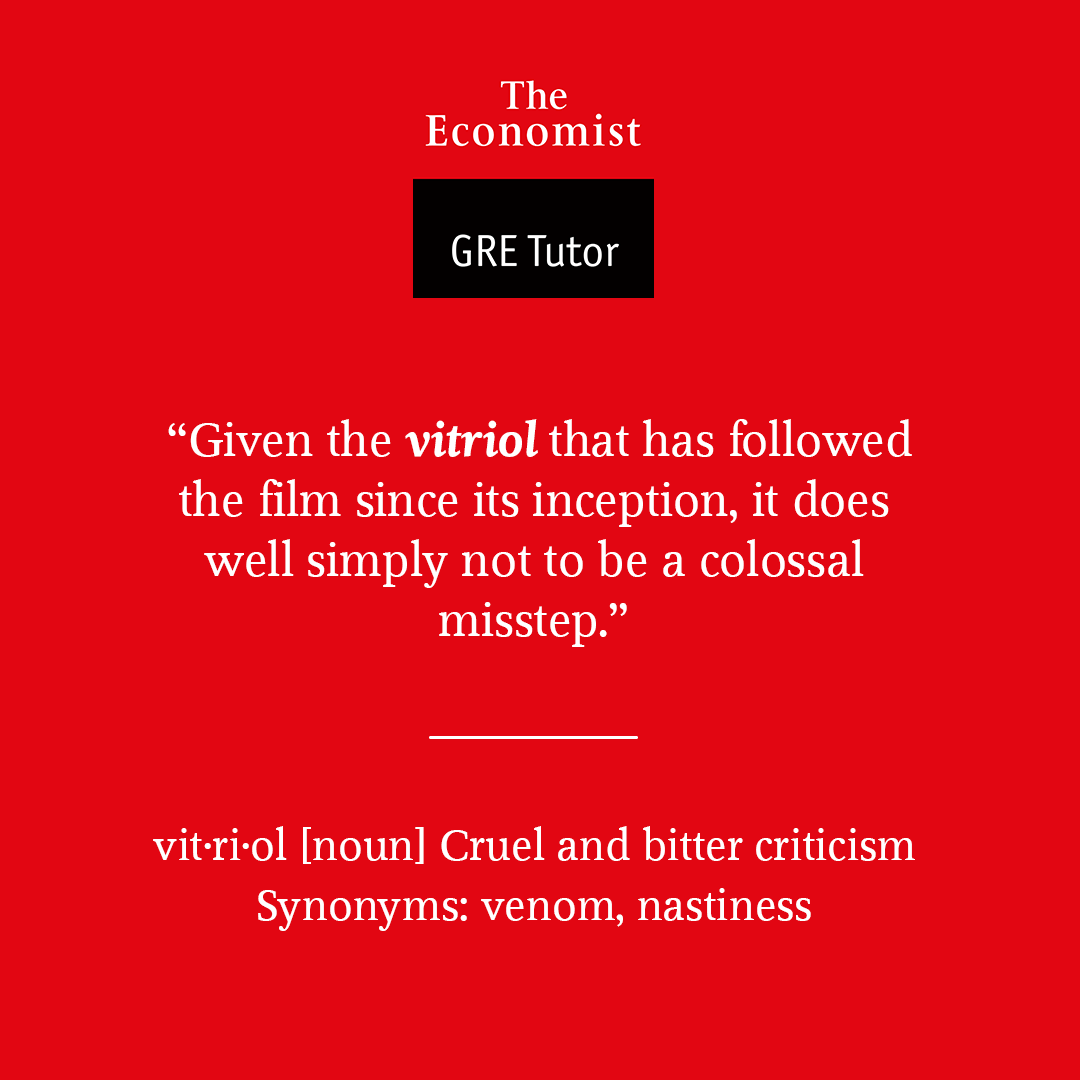 The
Economist
GRE Tutor
“Given the vitriol that has followed
the film since its inception, it does
well simply not to be a colossal
misstep.”
vit·ri·ol [noun] Cruel and bitter criticism
Synonyms: venom, nastiness